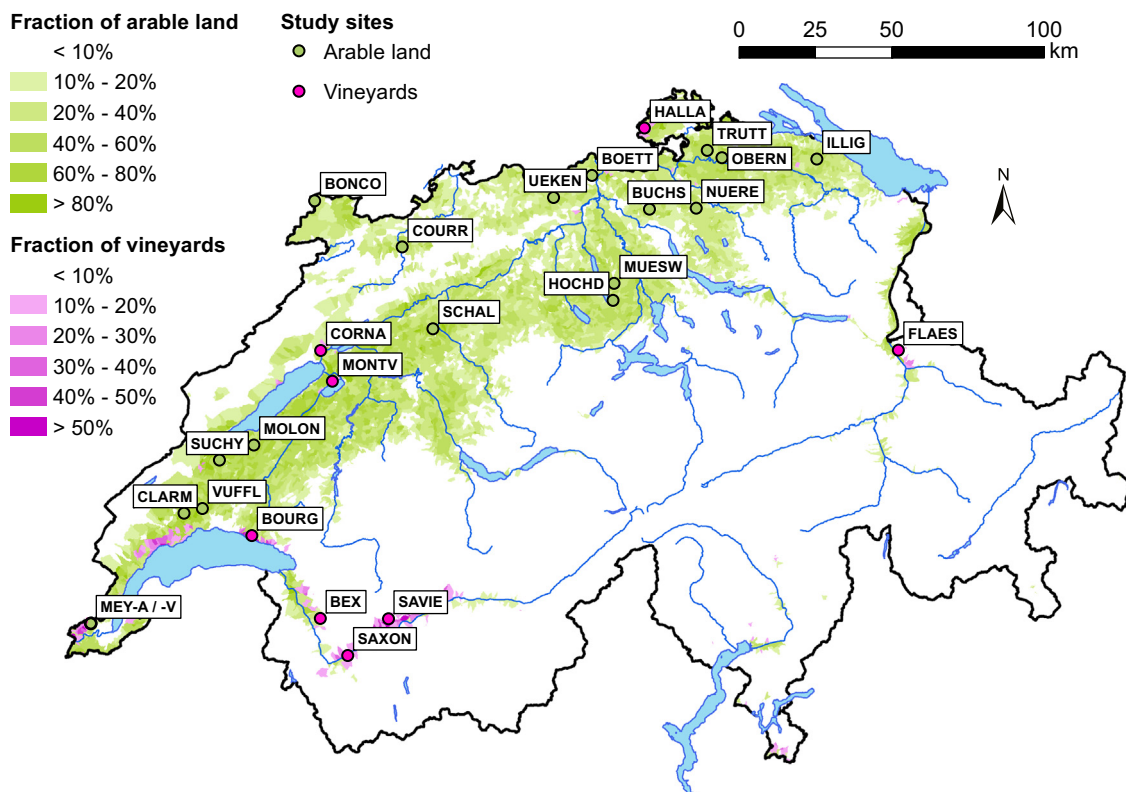 Fraction of arable land
< 10%
10% - 20%
20% - 40%
40% - 60%
60% - 80%
> 80%
Fraction of vineyards
< 10%
10% - 20%
20% - 30%
30% - 40%
40% - 50%
> 50%
Study sites
Arable land
Vineyards
0 25 50 100
km
N
HALLA
TRUTT
ILLIG
BOETT
OBERN
UEKEN
BONCO
BUCHS
NUERE
COURR
MUESW
HOCHD
SCHAL
CORNA
FLAES
MONTV
MOLON
SUCHY
CLARM
VUFFL
BOURG
MEY-A / -V
BEX
SAVIE
SAXON